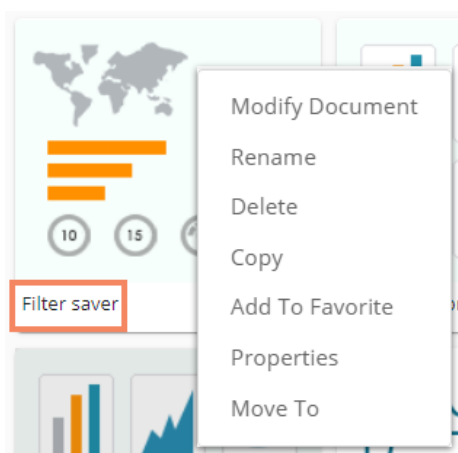 10
15
Filter saver
Modify Document
Rename
Delete
Copy
Add To Favorite
Properties
Move To